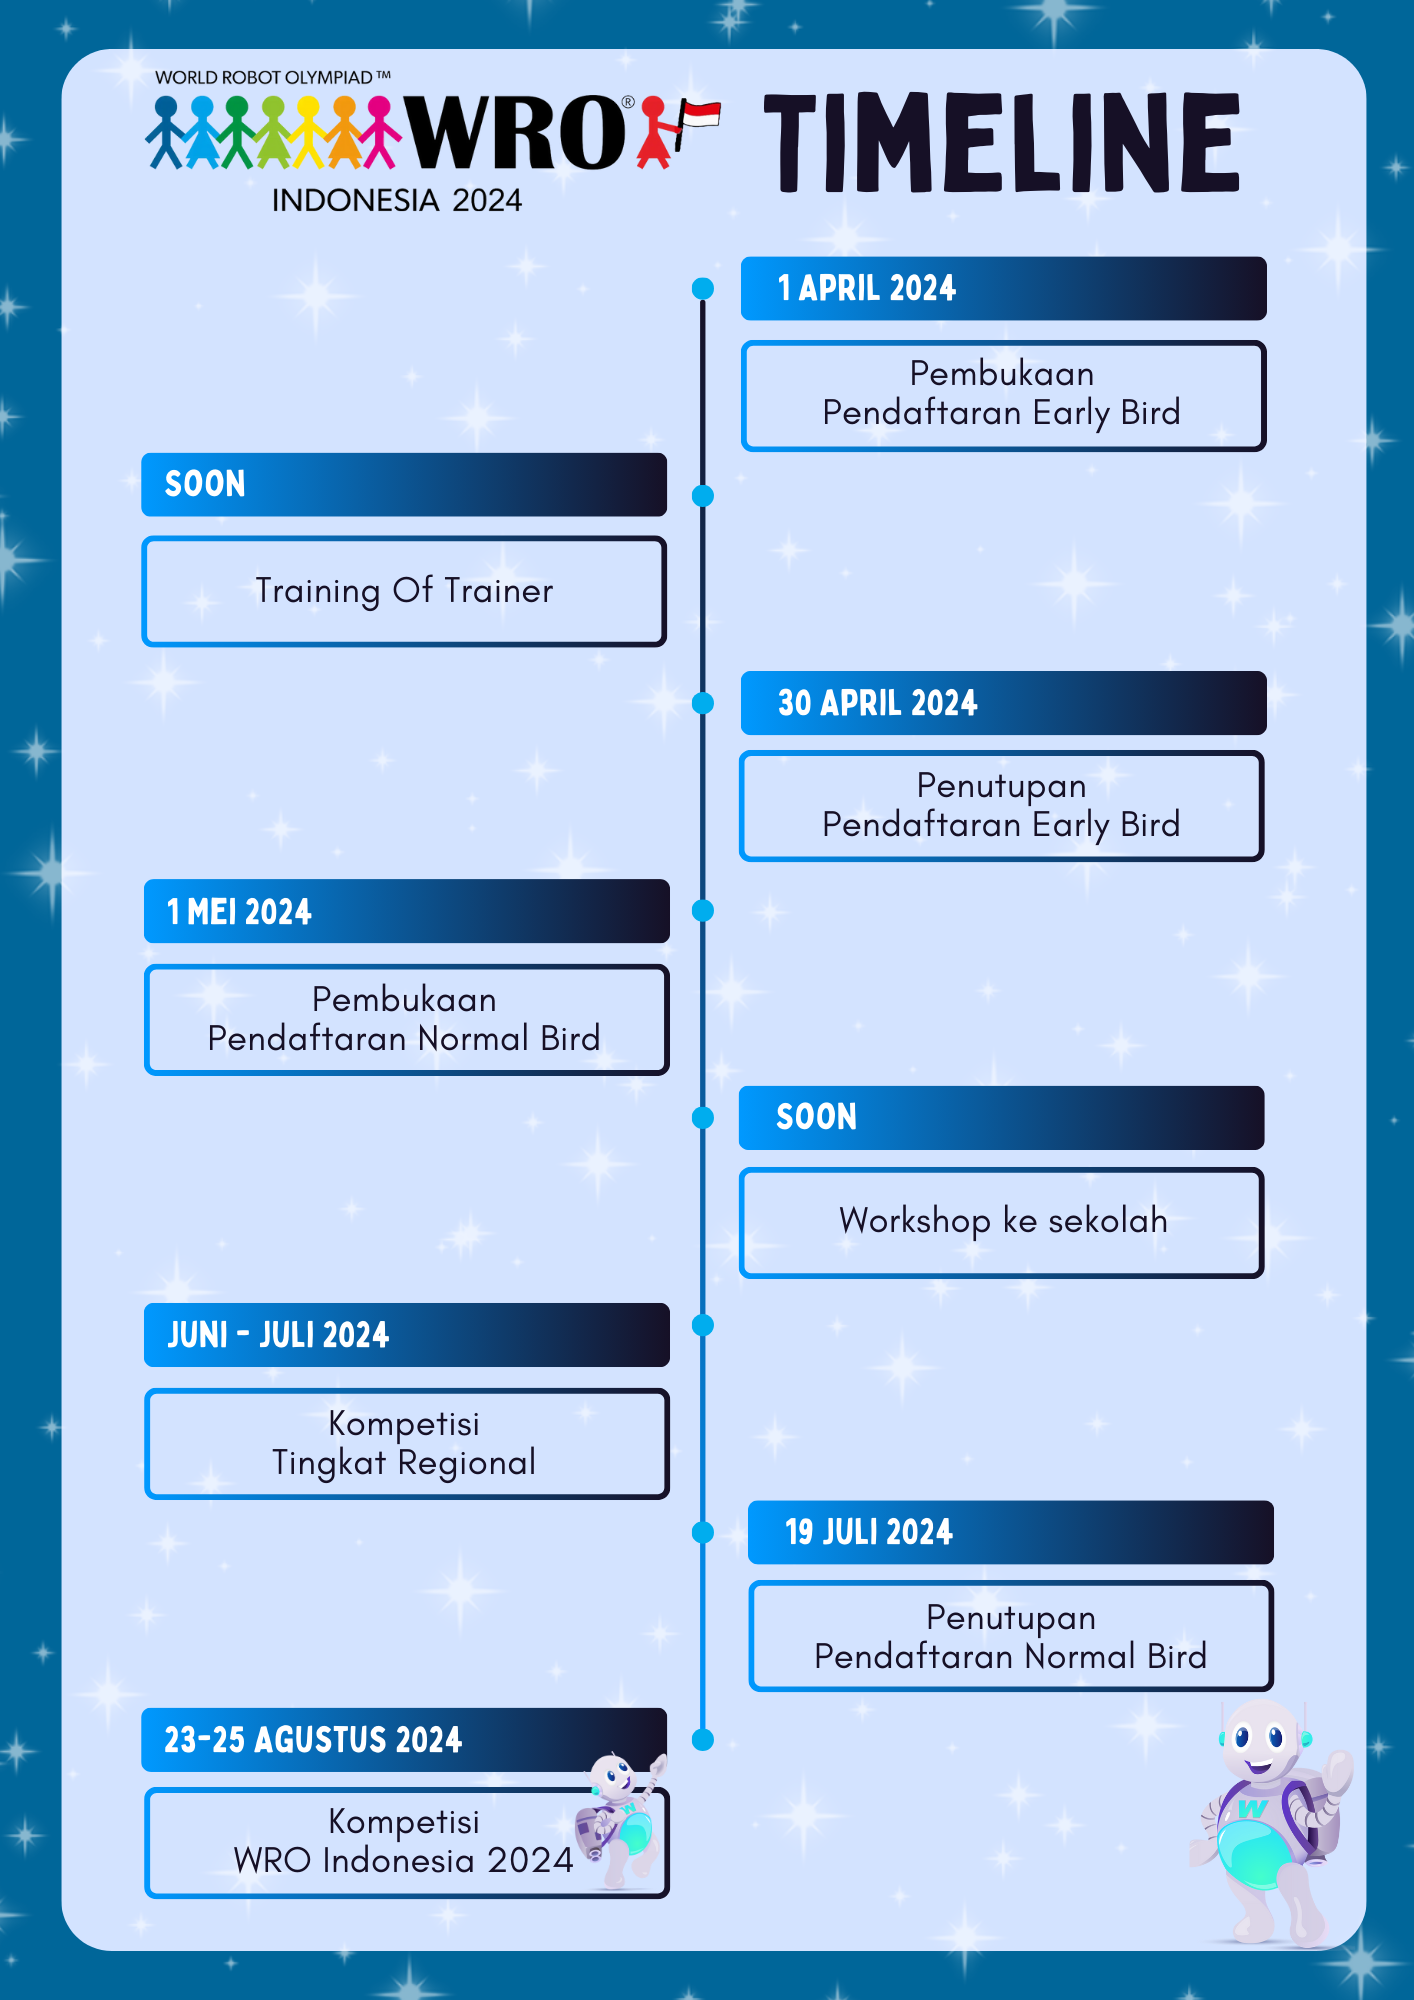 WORLD ROBOT OLYMPIAD™
WRO®
INDONESIA 2024
TIMELINE
1 APRIL 2024
Pembukaan
Pendaftaran Early Bird
SOON
Training Of Trainer
30 APRIL 2024
Penutupan
Pendaftaran Early Bird
1 MEI 2024
Pembukaan
Pendaftaran Normal Bird
SOON
Workshop ke sekolah
JUNI - JULI 2024
Kompetisi
Tingkat Regional
19 JULI 2024
Penutupan
Pendaftaran Normal Bird
23-25 AGUSTUS 2024
Kompetisi
WRO Indonesia 2024
W
W